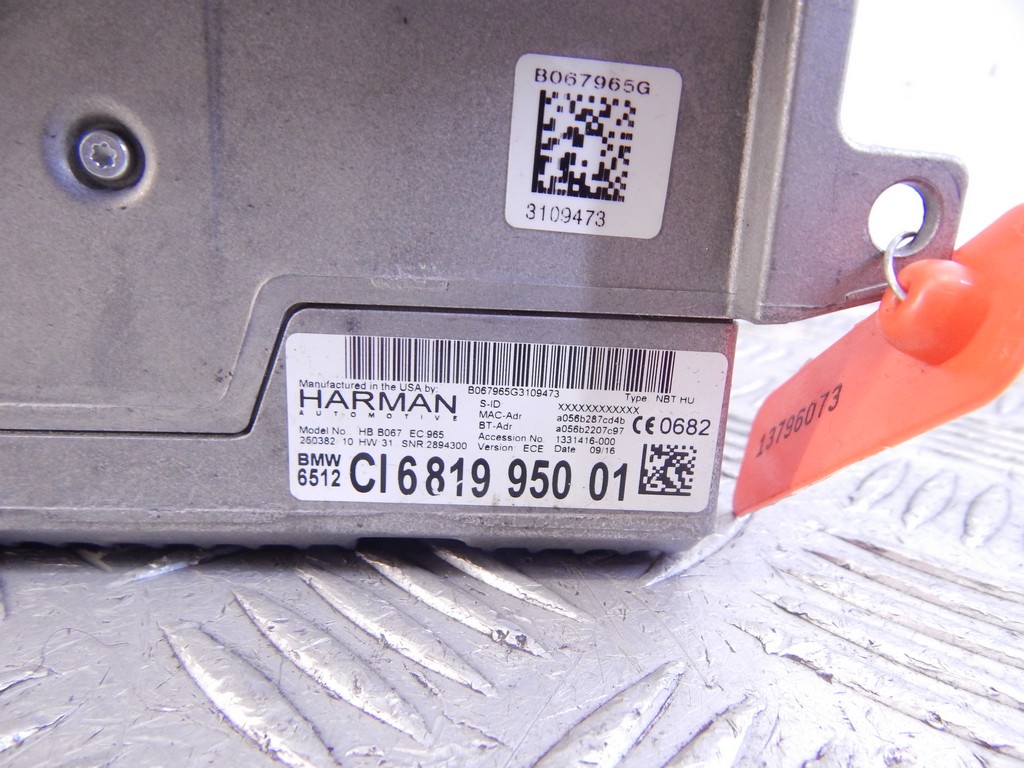 B067965G
3109473
B067965G3109473
Manufactured in the USA by:
HARMAN
AUTOMOTIVE
Type NBT HU
S-ID XXXXXXXXXXXX
MAC-Adr a056b287cd4b
BT-Adr a056b2207c97
CE 0682
Model No. HB B067 EC 965
Accession No. 1331416-000
250382 10 HW 31 SNR 2894300
Version ECE Date 09/16
BMW
6512 CI 6 819 950 01
13796073